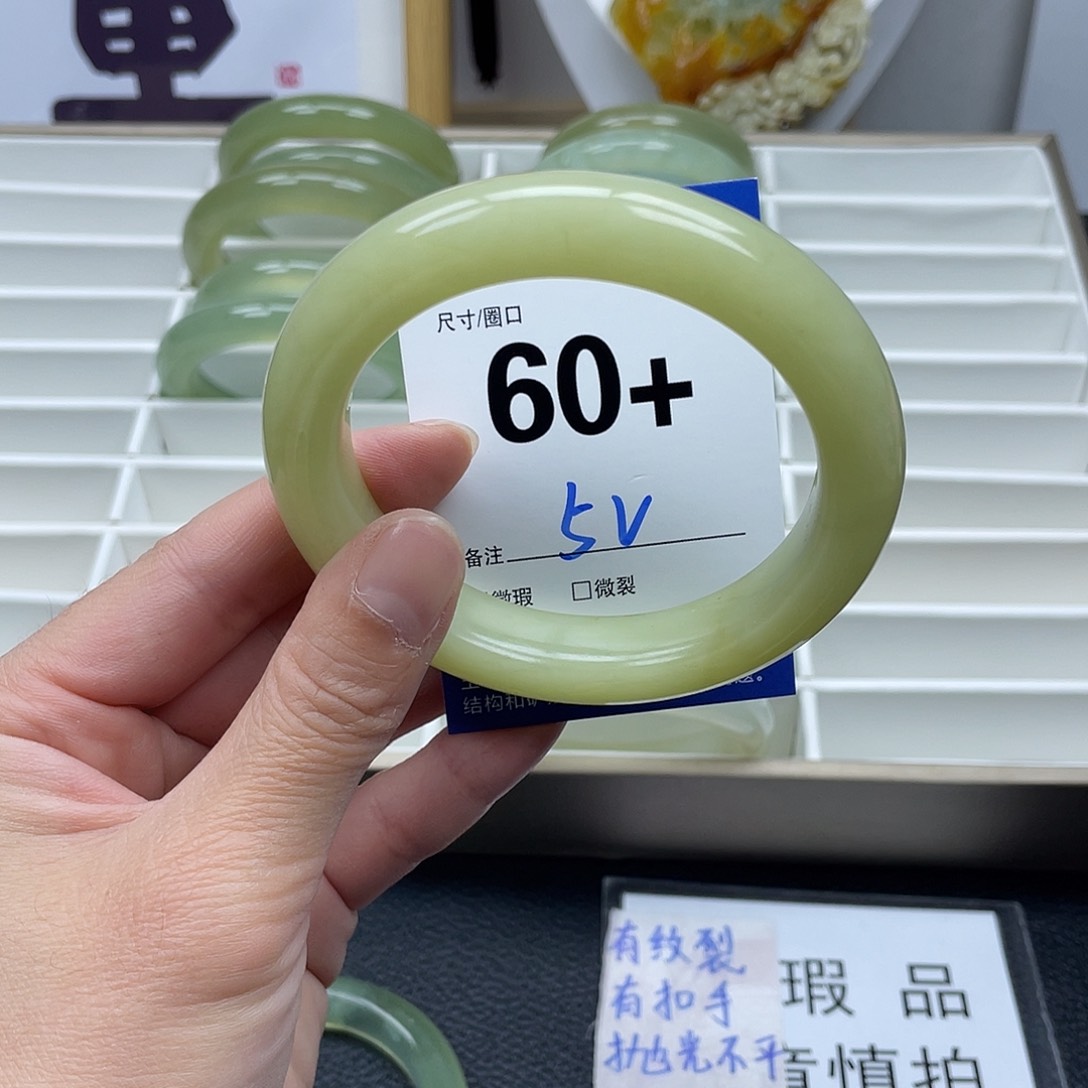 尺寸/圈口
60+
5V
备注
微瑕 □微裂
结构和矿
有纹裂
有扣手
抛光不平
瑕 品
慎拍